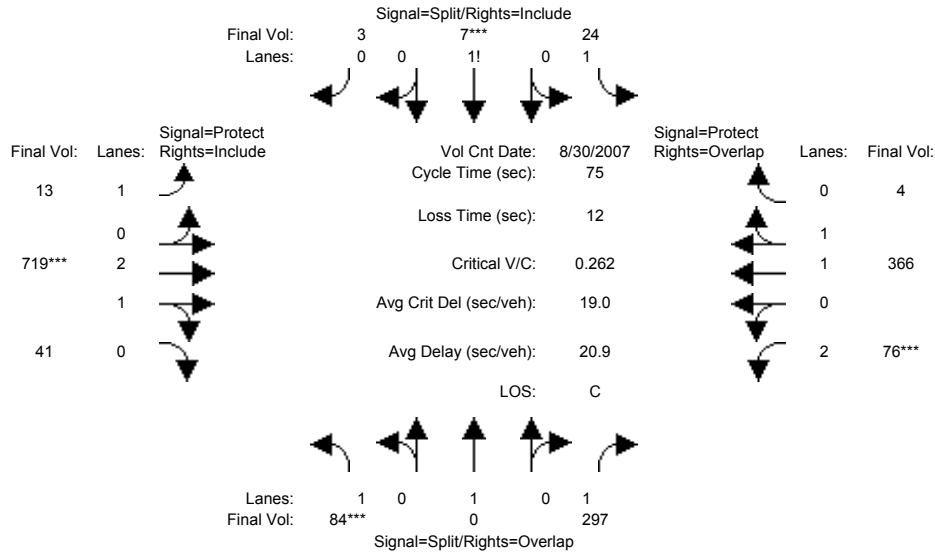 Signal=Split/Rights=Include
Final Vol: 3 7*** 24
Lanes: 0 0 1! 0 1
Signal=Protect
Final Vol: Lanes: Rights=Include
Vol Cnt Date: 8/30/2007
Signal=Protect
Rights=Overlap Lanes: Final Vol:
Cycle Time (sec): 75
13 1
0 4
Loss Time (sec): 12
0
1
719*** 2
Critical V/C: 0.262
1 366
1
Avg Crit Del (sec/veh): 19.0
0
41 0
Avg Delay (sec/veh): 20.9
2 76***
LOS: C
Lanes: 1 0 1 0 1
Final Vol: 84*** 0 297
Signal=Split/Rights=Overlap